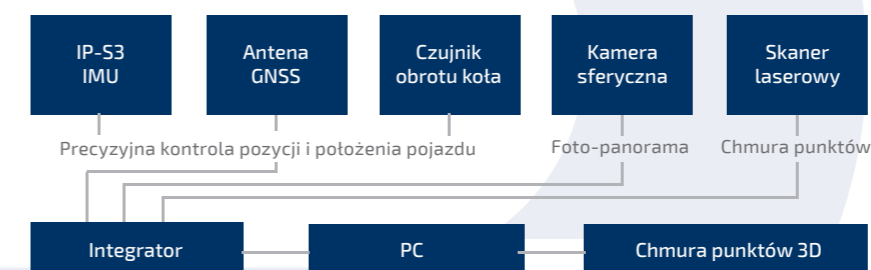 IP-S3
IMU
Antena
GNSS
Czujnik
obrotu koła
Kamera
sferyczna
Skaner
laserowy
Precyzyjna kontrola pozycji i położenia pojazdu
Foto-panorama
Chmura punktów
Integrator
PC
Chmura punktów 3D